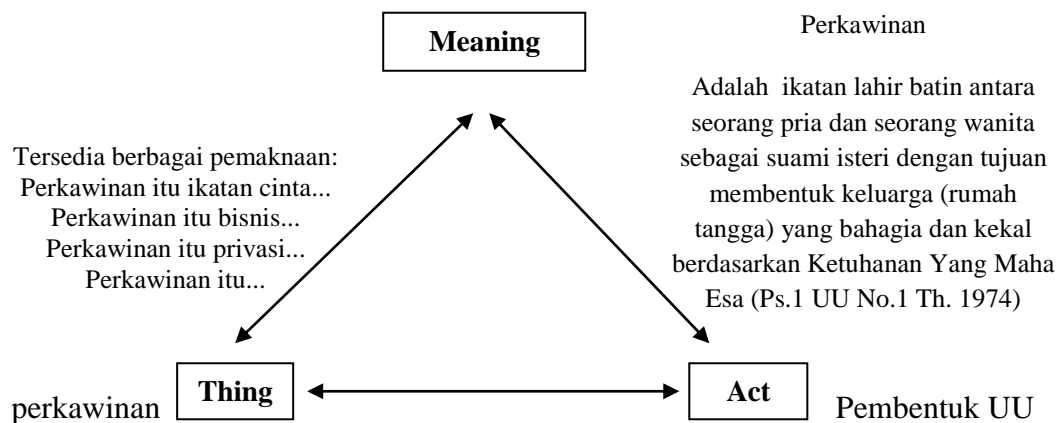 Meaning
Perkawinan
Adalah ikatan lahir batin antara
seorang pria dan seorang wanita
sebagai suami isteri dengan tujuan
membentuk keluarga (rumah
tangga) yang bahagia dan kekal
berdasarkan Ketuhanan Yang Maha
Esa (Ps.1 UU No.1 Th. 1974)
Tersedia berbagai pemaknaan:
Perkawinan itu ikatan cinta...
Perkawinan itu bisnis...
Perkawinan itu privasi...
Perkawinan itu...
perkawinan
Thing
Act
Pembentuk UU